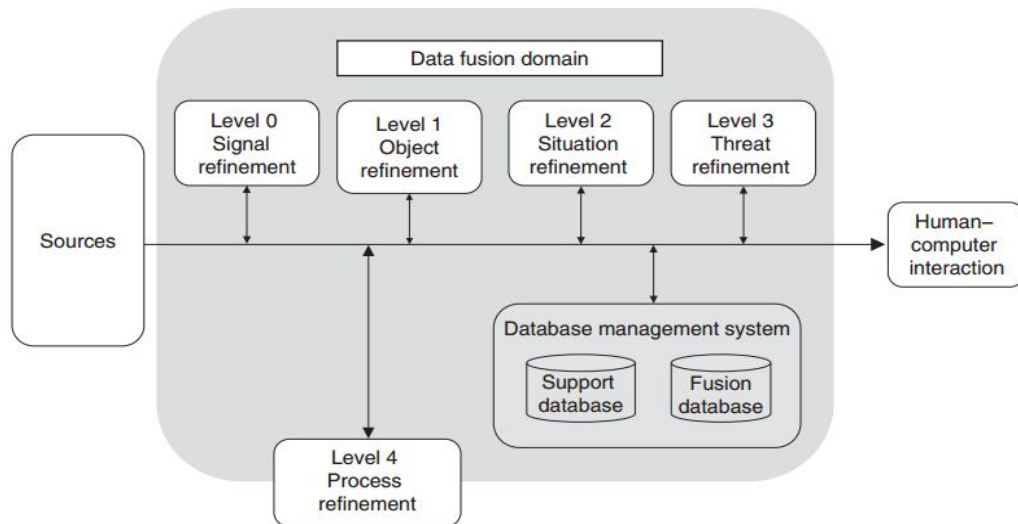 Data fusion domain
Level 0
Signal
refinement
Level 1
Object
refinement
Level 2
Situation
refinement
Level 3
Threat
refinement
Sources
Human–
computer
interaction
Database management system
Support
database
Fusion
database
Level 4
Process
refinement